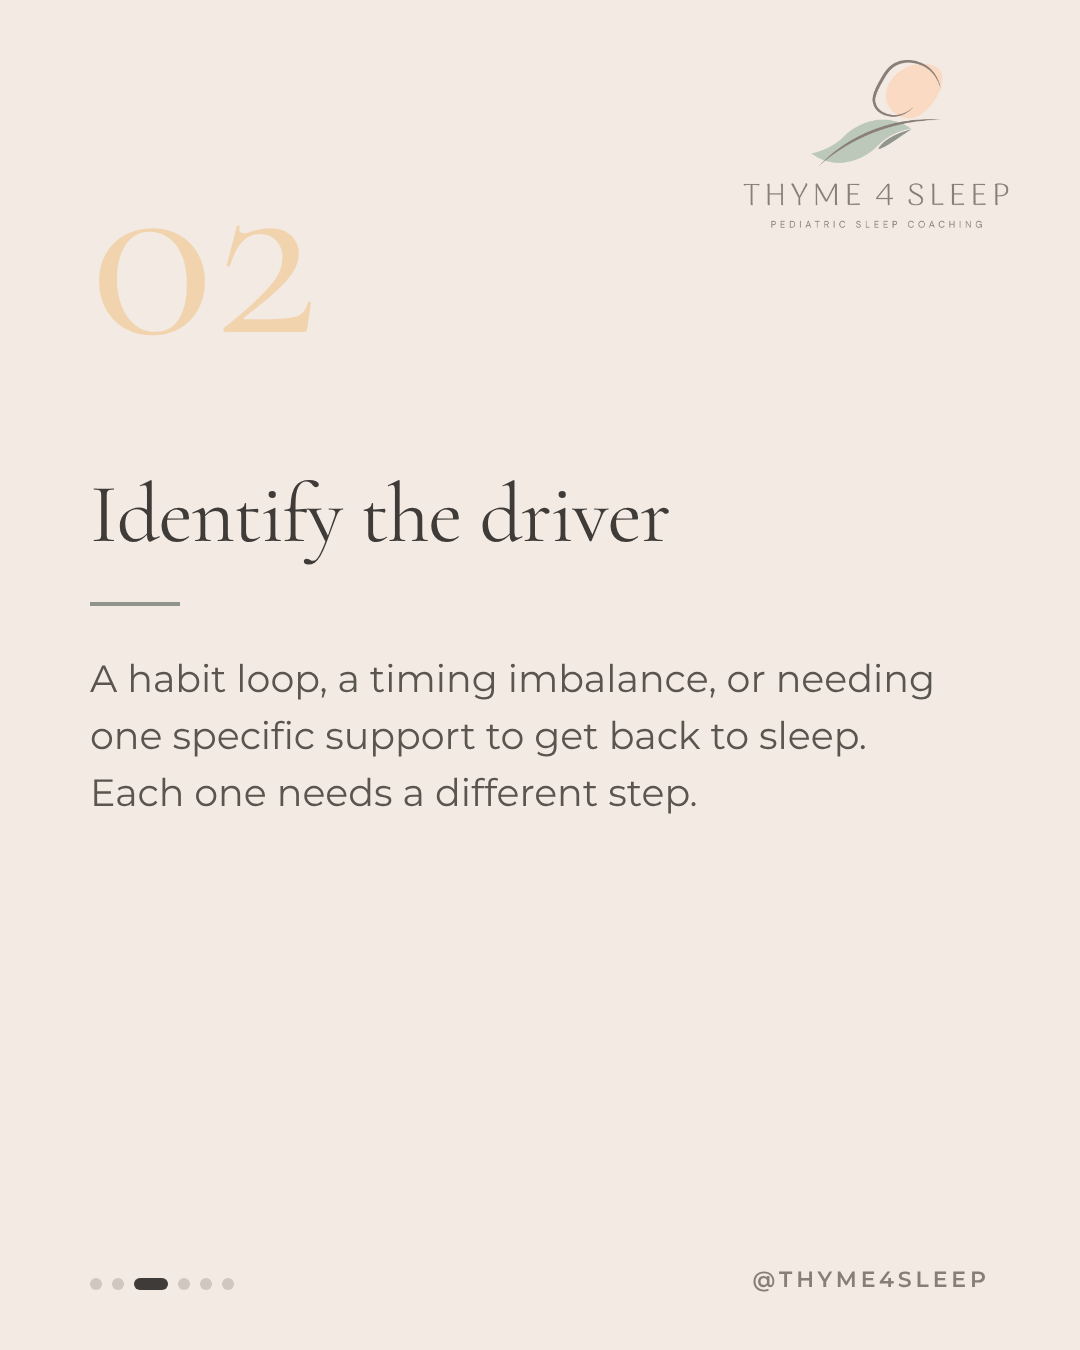 THYME 4 SLEEP
PEDIATRIC SLEEP COACHING
02
Identify the driver
A habit loop, a timing imbalance, or needing
one specific support to get back to sleep.
Each one needs a different step.
@THYME4SLEEP